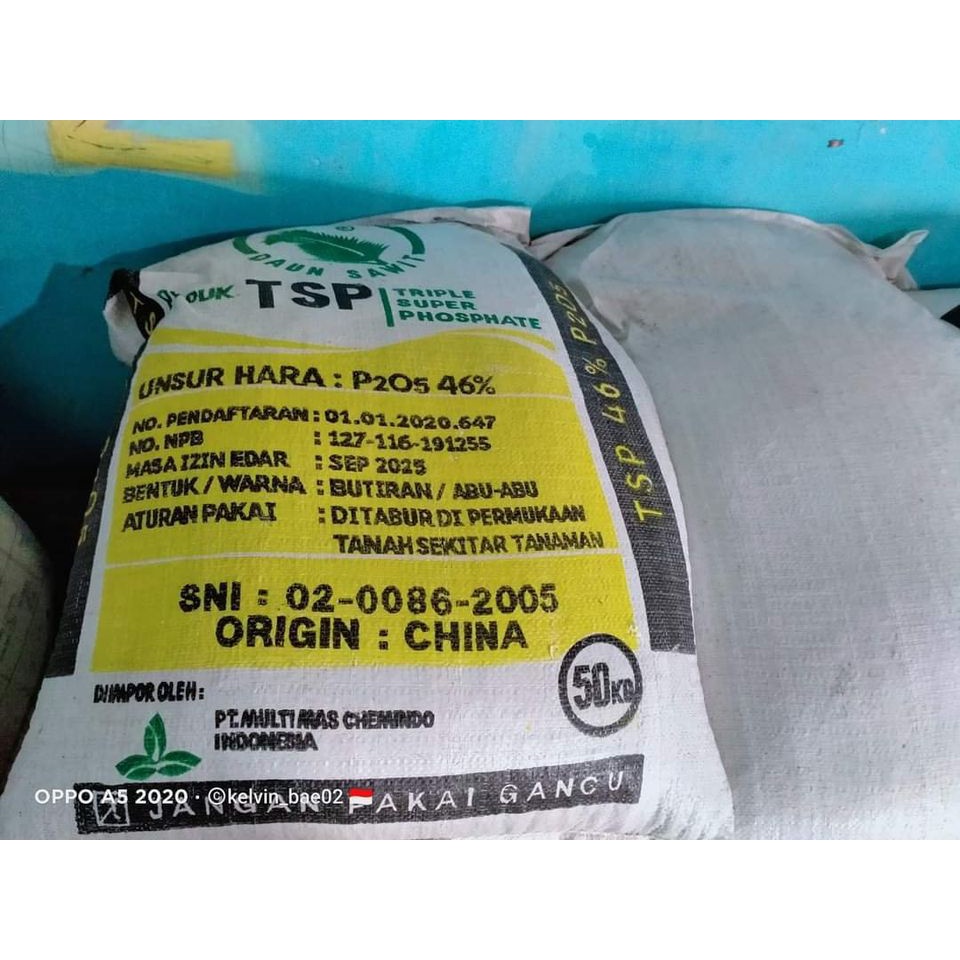 ®
DAUN SAWIT
TSP
TRIPLE
SUPER
PHOSPHATE
UNSUR HARA : P2O5 46%
NO. PENDAFTARAN : 01.01.2020.647
NO. NPB : 127-116-191255
MASA IZIN EDAR : SEP 2025
BENTUK / WARNA : BUTIRAN / ABU-ABU
ATURAN PAKAI : DITABUR DI PERMUKAAN
TANAH SEKITAR TANAMAN
SNI : 02-0086-2005
ORIGIN : CHINA
50KG
DIIMPOR OLEH :
PT. MULTI MAS CHEMINDO
INDONESIA
JANGAN PAKAI GANCU
TSP 46% P2O5
OPPO A5 2020 · ©kelvin_bae02 🇮🇩